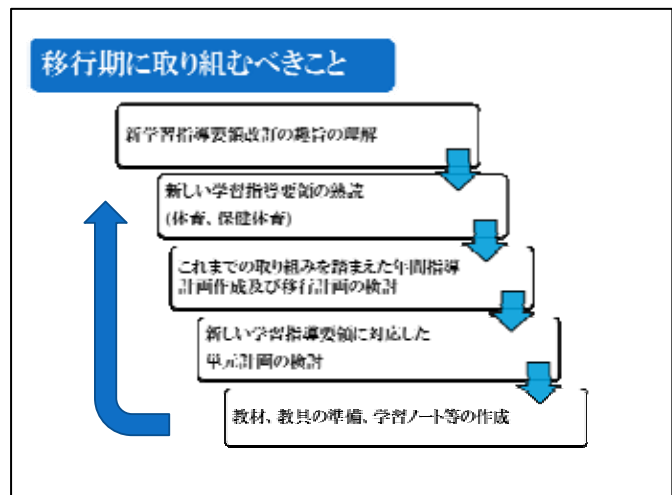 移行期に取り組むべきこと
新学習指導要領改訂の趣旨の理解
新しい学習指導要領の熟読
(体育、保健体育)
これまでの取り組みを踏まえた年間指導
計画作成及び移行計画の検討
新しい学習指導要領に対応した
単元計画の検討
教材、教具の準備、学習ノート等の作成